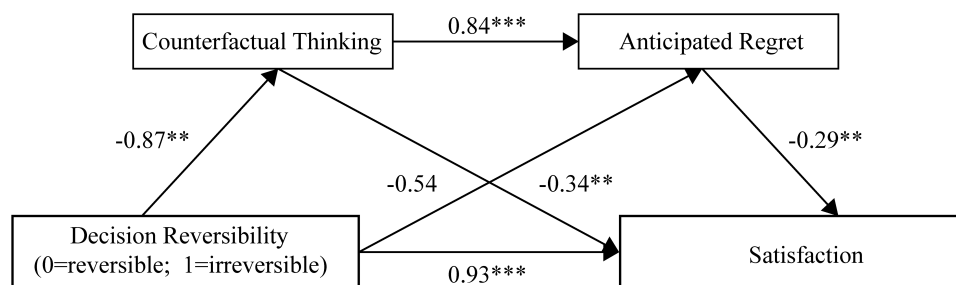 0.84***
Counterfactual Thinking
Anticipated Regret
-0.87**
-0.29**
-0.54
-0.34**
Decision Reversibility
(0=reversible;  1=irreversible)
Satisfaction
0.93***